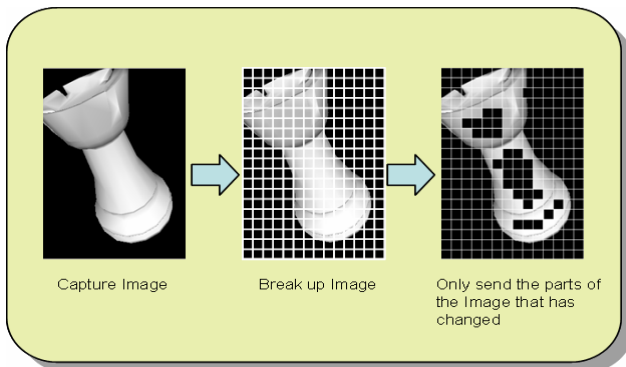 Capture Image
Break up Image
Only send the parts of
the Image that has
changed